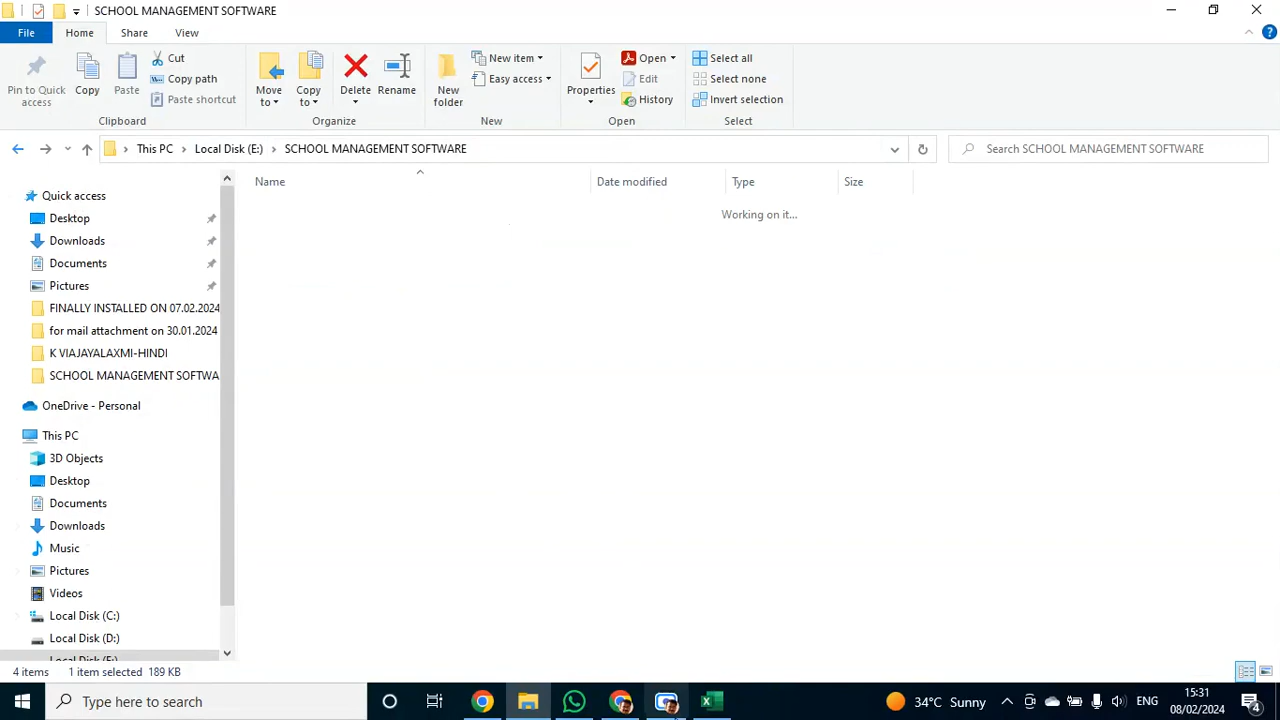 SCHOOL MANAGEMENT SOFTWARE
File Home Share View
Pin to Quick access
Copy
Paste
Cut
Copy path
Paste shortcut
Clipboard
Move to
Copy to
Delete
Rename
Organize
New folder
New item
Easy access
New
Properties
Open
Edit
History
Open
Select all
Select none
Invert selection
Select
This PC Local Disk (E:) SCHOOL MANAGEMENT SOFTWARE
Search SCHOOL MANAGEMENT SOFTWARE
Name Date modified Type Size
Working on it...
Quick access
Desktop
Downloads
Documents
Pictures
FINALLY INSTALLED ON 07.02.2024
for mail attachment on 30.01.2024
K VIAJAYALAXMI-HINDI
SCHOOL MANAGEMENT SOFTWA
OneDrive - Personal
This PC
3D Objects
Desktop
Documents
Downloads
Music
Pictures
Videos
Local Disk (C:)
Local Disk (D:)
Local Disk (E:)
4 items 1 item selected 189 KB
Type here to search
34°C Sunny
ENG
15:31
08/02/2024
4